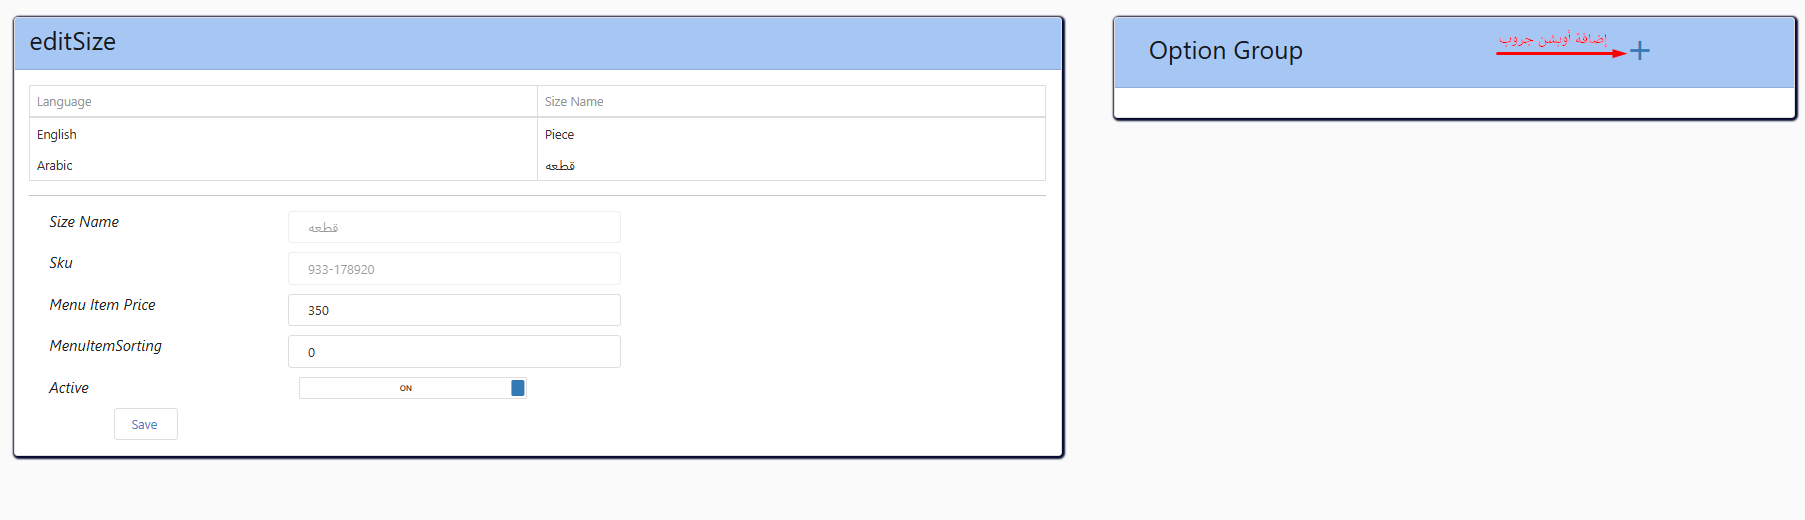 editSize
Language Size Name
English Piece
Arabic قطعه
Size Name قطعه
Sku 933-178920
Menu Item Price 350
MenuItemSorting 0
Active ON
Save
Option Group إضافة أوبشن جروب